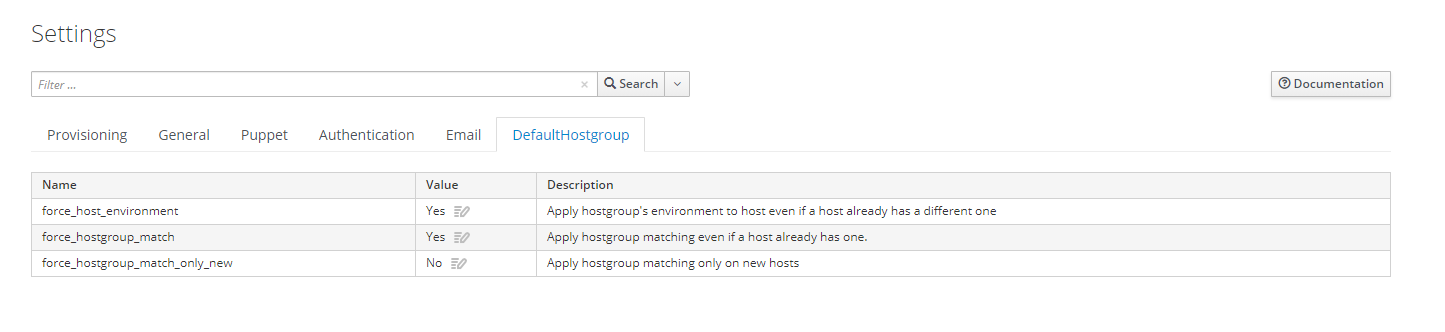 Settings
Filter ... × Search
Documentation
Provisioning General Puppet Authentication Email DefaultHostgroup
Name Value Description
force_host_environment Yes Apply hostgroup's environment to host even if a host already has a different one
force_hostgroup_match Yes Apply hostgroup matching even if a host already has one.
force_hostgroup_match_only_new No Apply hostgroup matching only on new hosts